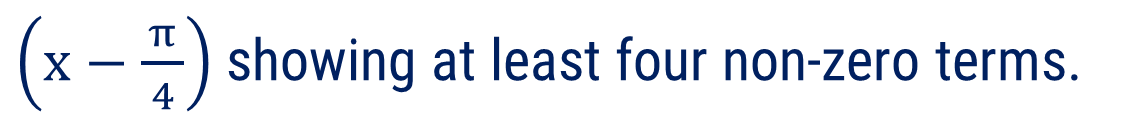 (x − π/4) showing at least four non-zero terms.